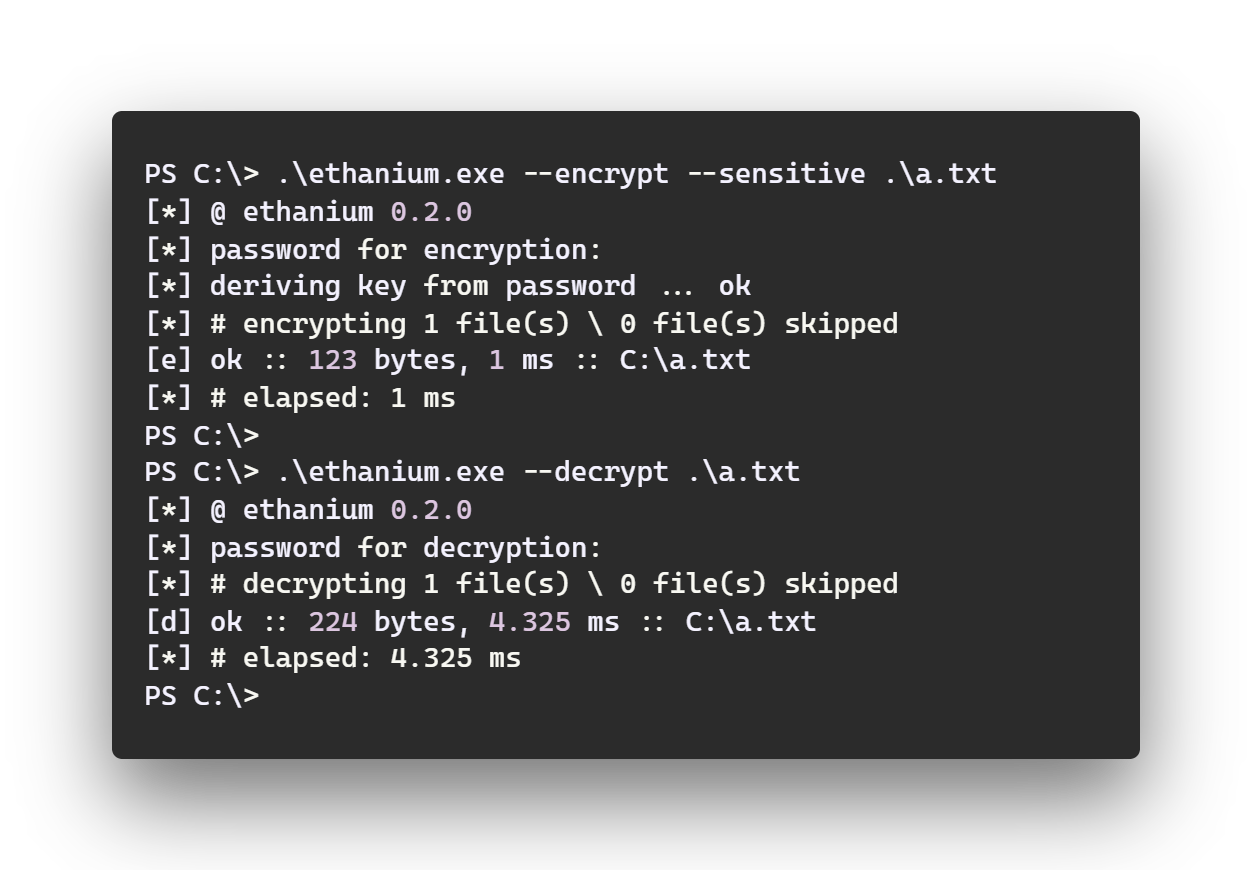 PS C:\> .\ethanium.exe --encrypt --sensitive .\a.txt
[*] @ ethanium 0.2.0
[*] password for encryption:
[*] deriving key from password ... ok
[*] # encrypting 1 file(s) \ 0 file(s) skipped
[e] ok :: 123 bytes, 1 ms :: C:\a.txt
[*] # elapsed: 1 ms
PS C:\>
PS C:\> .\ethanium.exe --decrypt .\a.txt
[*] @ ethanium 0.2.0
[*] password for decryption:
[*] # decrypting 1 file(s) \ 0 file(s) skipped
[d] ok :: 224 bytes, 4.325 ms :: C:\a.txt
[*] # elapsed: 4.325 ms
PS C:\>